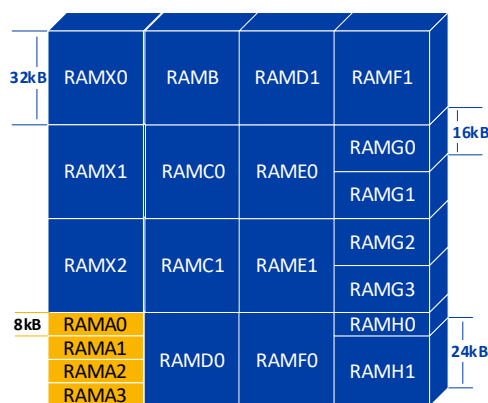 RAMX0 RAMB RAMD1 RAMF1
32kB
16kB
RAMG0
RAMX1 RAMC0 RAME0
RAMG1
RAMG2
RAMX2 RAMC1 RAME1
RAMG3
8kB RAMA0 RAMH0
RAMA1
RAMD0 RAMF0 RAMH1 24kB
RAMA2
RAMA3